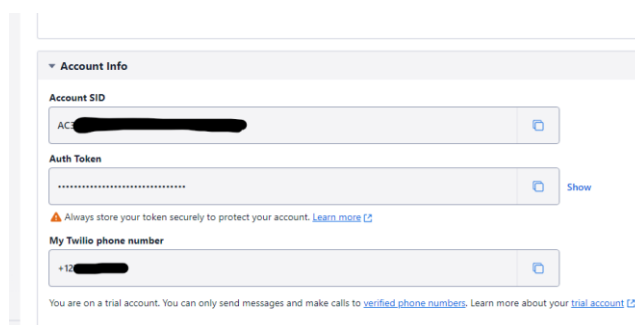 Account Info
Account SID
AC3
Auth Token
••••••••••••••••••••••••••••••••
Show
Always store your token securely to protect your account. Learn more
My Twilio phone number
+12
You are on a trial account. You can only send messages and make calls to verified phone numbers. Learn more about your trial account